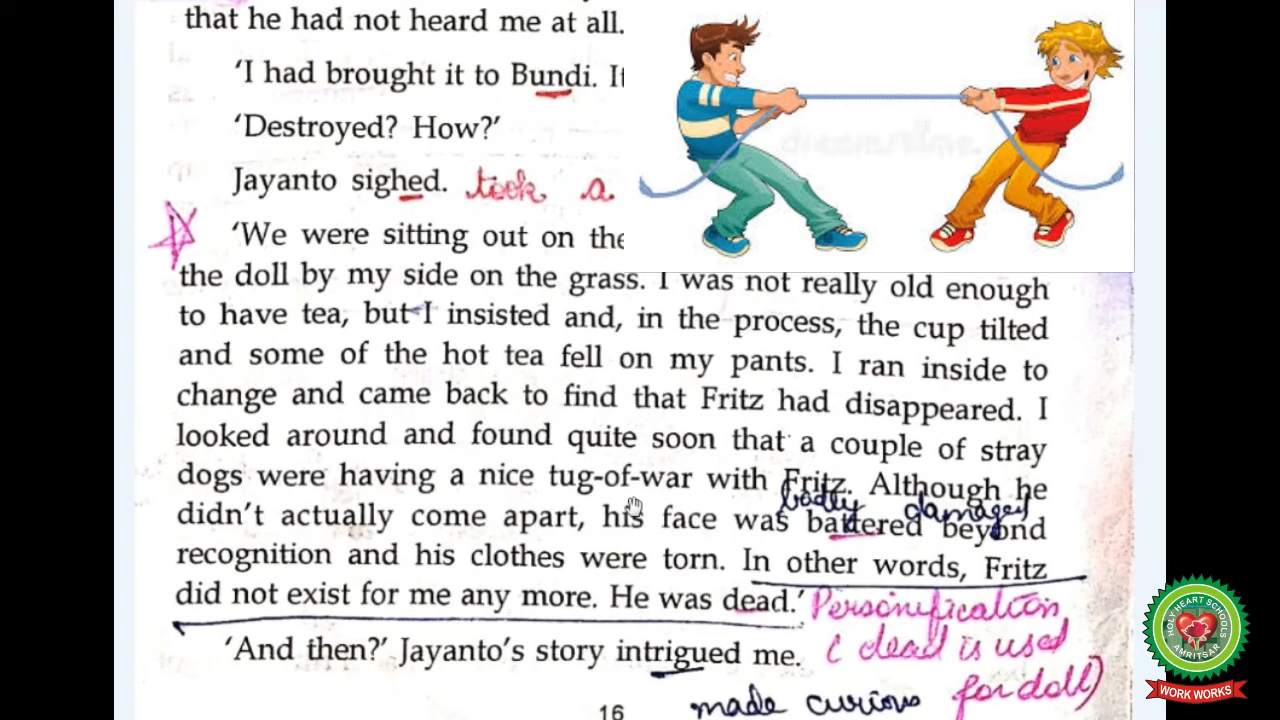 that he had not heard me at all.
'I had brought it to Bundi. It
'Destroyed? How?'
Jayanto sighed. took a
'We were sitting out on the
the doll by my side on the grass. I was not really old enough
to have tea, but I insisted and, in the process, the cup tilted
and some of the hot tea fell on my pants. I ran inside to
change and came back to find that Fritz had disappeared. I
looked around and found quite soon that a couple of stray
dogs were having a nice tug-of-war with Fritz. Although he
badly damaged
didn't actually come apart, his face was battered beyond
recognition and his clothes were torn. In other words, Fritz
did not exist for me any more. He was dead.' Personification
( dead is used
for doll)
'And then?' Jayanto's story intrigued me.
made curious
16
HOLY HEART SCHOOLS
AMRITSAR
WORK WORKS